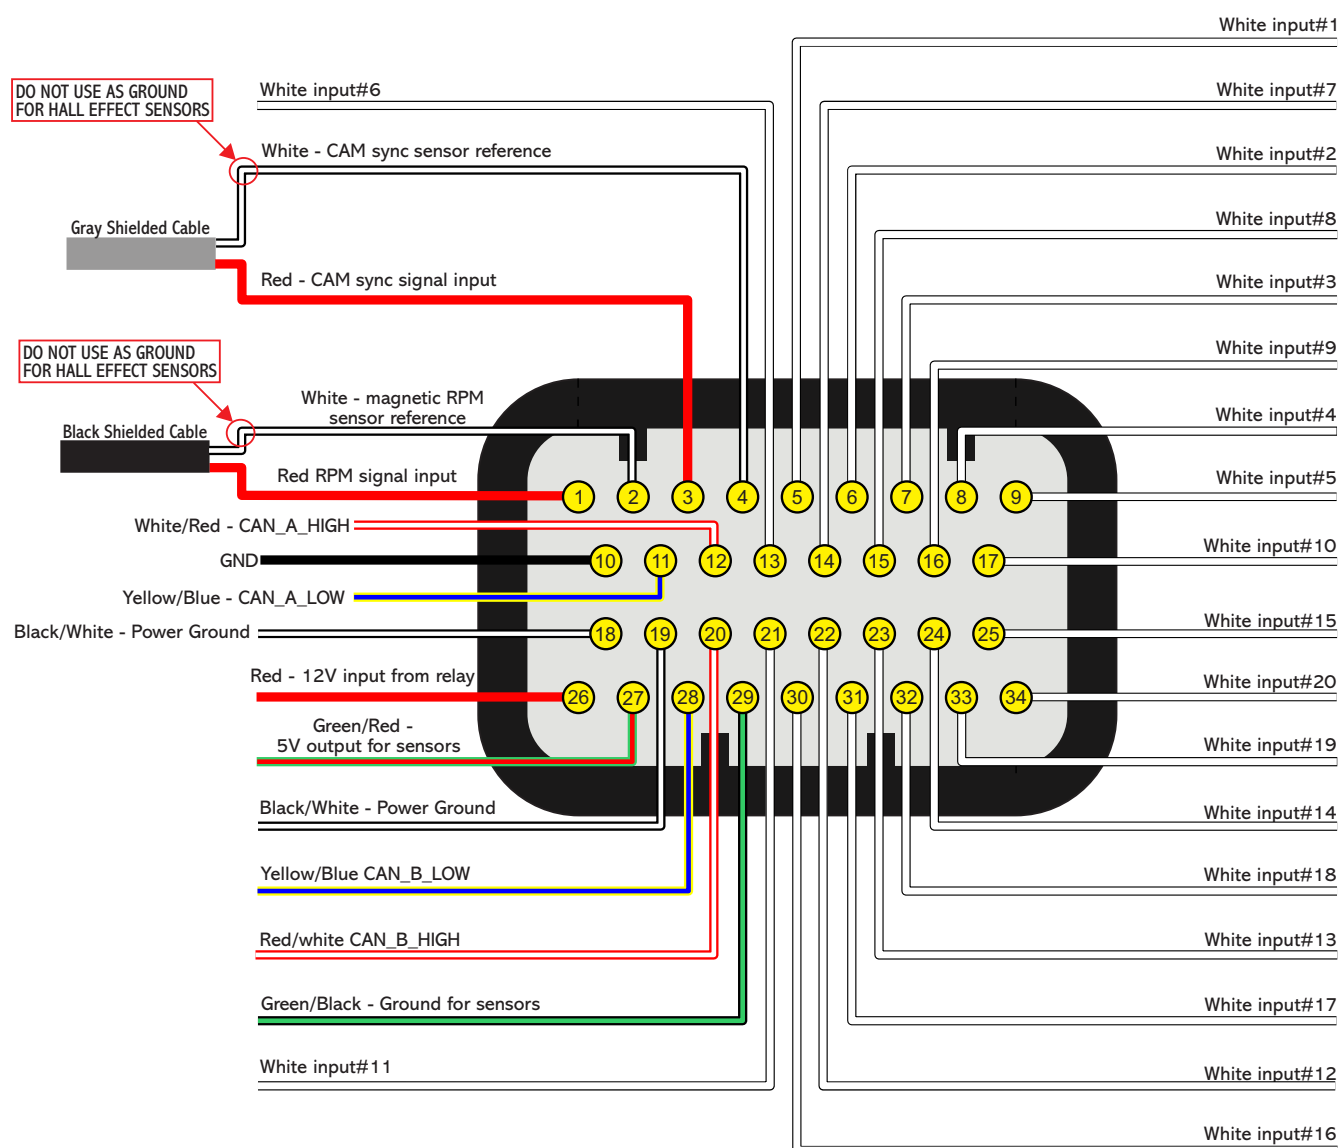 White input#1
DO NOT USE AS GROUND
FOR HALL EFFECT SENSORS
White input#6
White input#7
White - CAM sync sensor reference
White input#2
Gray Shielded Cable
White input#8
Red - CAM sync signal input
White input#3
DO NOT USE AS GROUND
FOR HALL EFFECT SENSORS
White input#9
White - magnetic RPM
sensor reference
White input#4
Black Shielded Cable
Red RPM signal input
White input#5
1 2 3 4 5 6 7 8 9
White/Red - CAN_A_HIGH
White input#10
GND
10 11 12 13 14 15 16 17
Yellow/Blue - CAN_A_LOW
White input#15
Black/White - Power Ground
18 19 20 21 22 23 24 25
Red - 12V input from relay
White input#20
26 27 28 29 30 31 32 33 34
Green/Red -
5V output for sensors
White input#19
Black/White - Power Ground
White input#14
Yellow/Blue CAN_B_LOW
White input#18
Red/white CAN_B_HIGH
White input#13
Green/Black - Ground for sensors
White input#17
White input#11
White input#12
White input#16